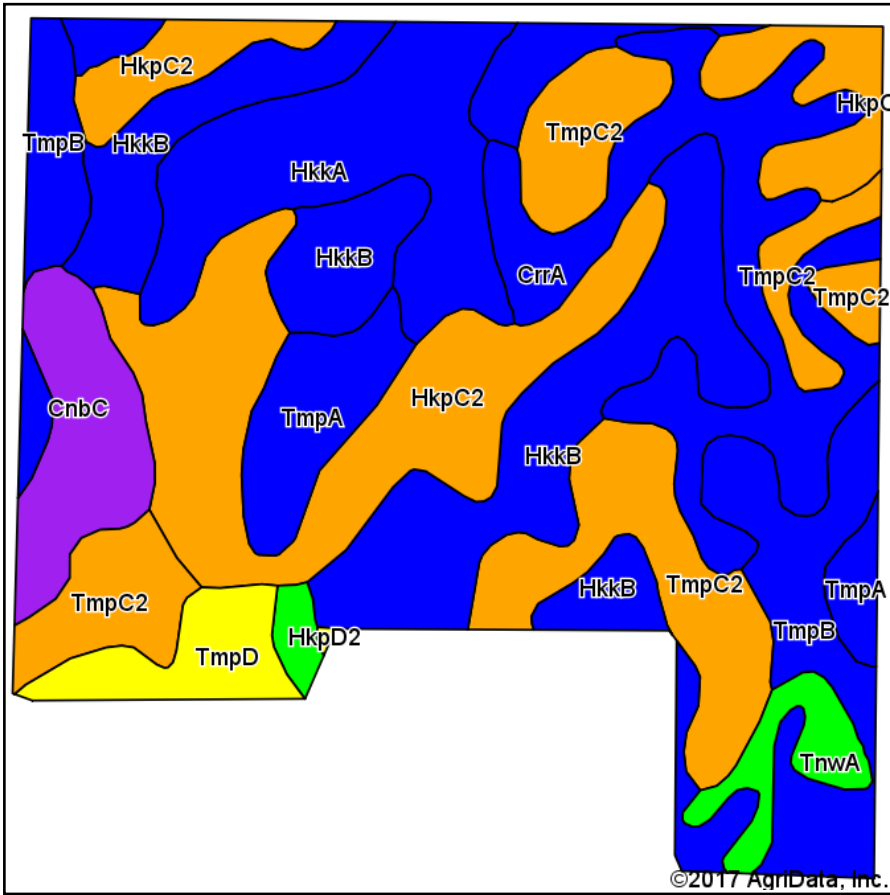 HkpC2
HkpC
TmpC2
TmpB
HkkB
HkkA
HkkB
CrrA
TmpC2
TmpC2
HkpC2
CnbC
TmpA
HkkB
HkkB
TmpC2
TmpA
TmpC2
TmpB
HkpD2
TmpD
TnwA
©2017 AgriData, Inc.